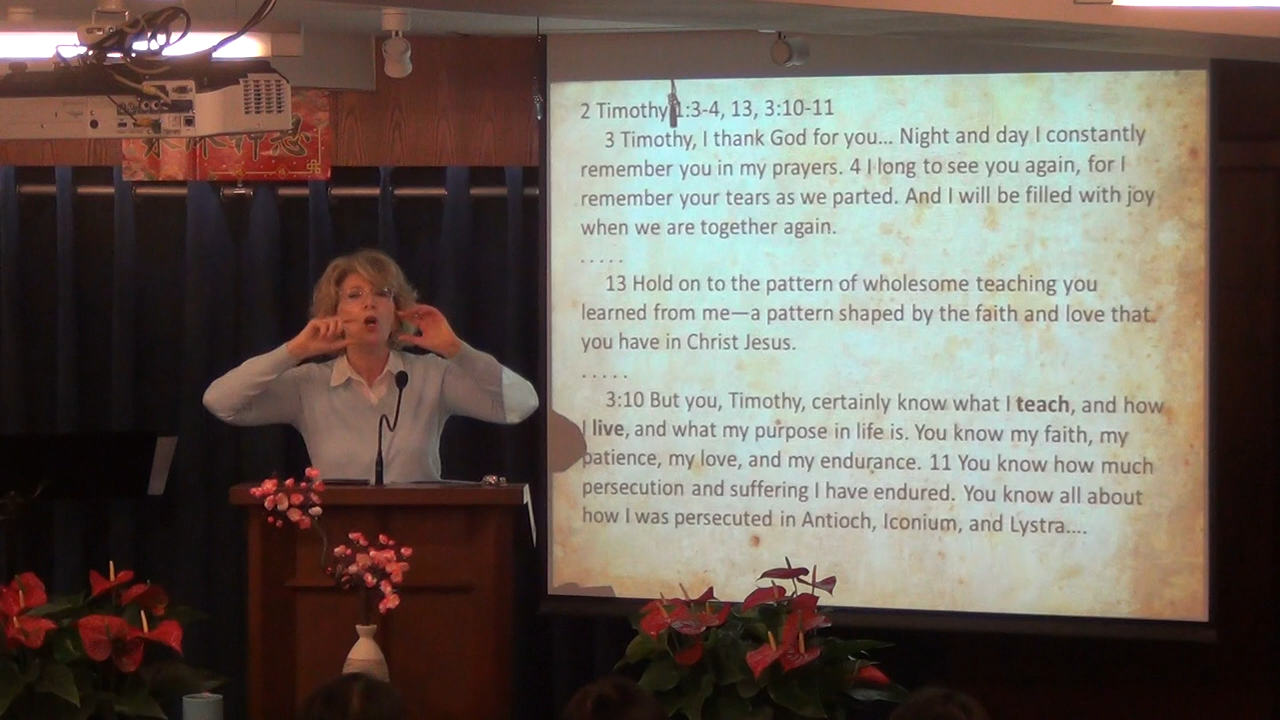 2 Timothy 1:3-4, 13, 3:10-11
3 Timothy, I thank God for you... Night and day I constantly
remember you in my prayers. 4 I long to see you again, for I
remember your tears as we parted. And I will be filled with joy
when we are together again.
.....
13 Hold on to the pattern of wholesome teaching you
learned from me—a pattern shaped by the faith and love that
you have in Christ Jesus.
.....
3:10 But you, Timothy, certainly know what I teach, and how
I live, and what my purpose in life is. You know my faith, my
patience, my love, and my endurance. 11 You know how much
persecution and suffering I have endured. You know all about
how I was persecuted in Antioch, Iconium, and Lystra....